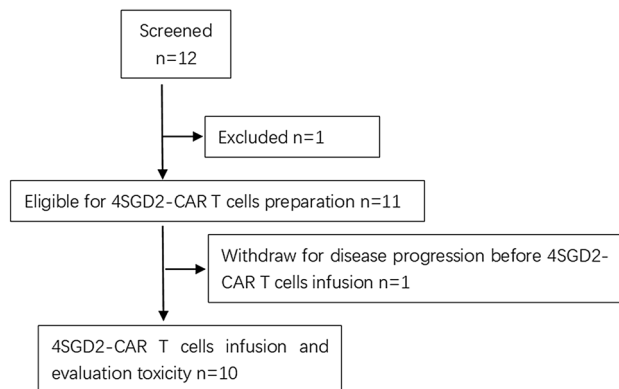 Screened
n=12
Excluded n=1
Eligible for 4SGD2-CAR T cells preparation n=11
Withdraw for disease progression before 4SGD2-
CAR T cells infusion n=1
4SGD2-CAR T cells infusion and
evaluation toxicity n=10